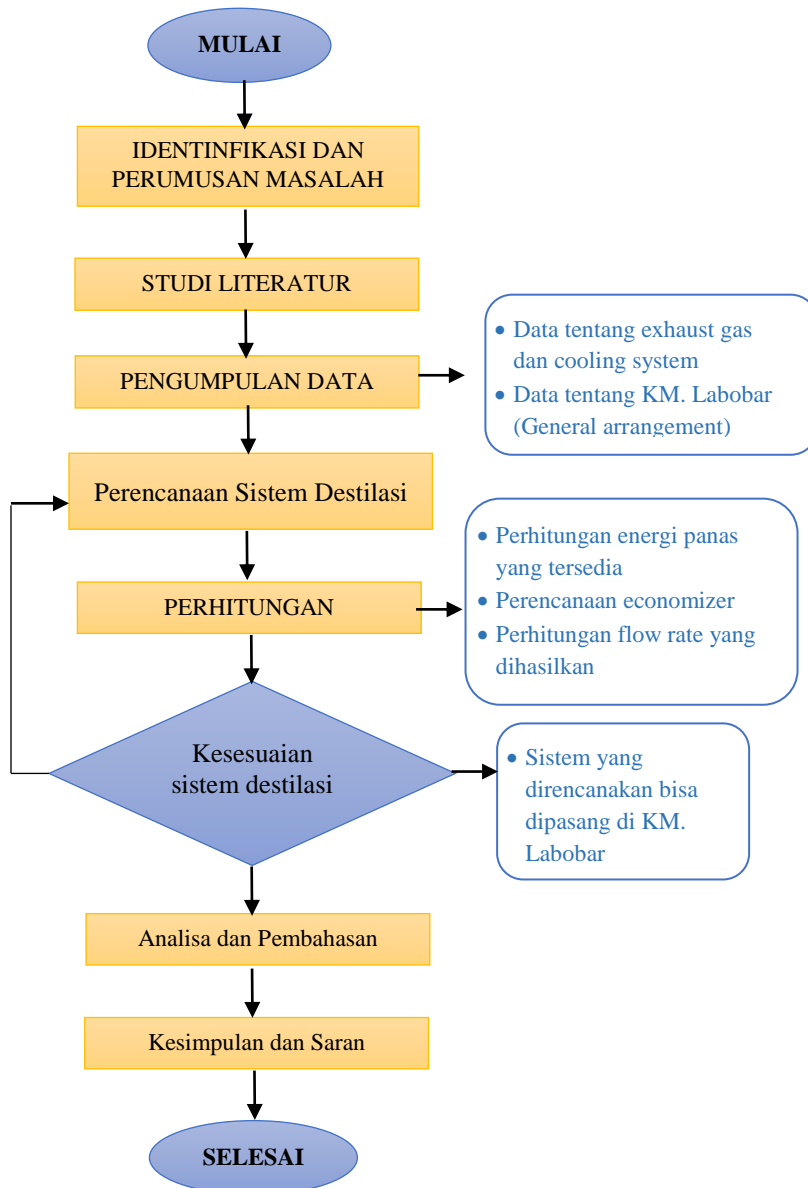 MULAI
IDENTINFIKASI DAN
PERUMUSAN MASALAH
STUDI LITERATUR
PENGUMPULAN DATA
• Data tentang exhaust gas
dan cooling system
• Data tentang KM. Labobar
(General arrangement)
Perencanaan Sistem Destilasi
PERHITUNGAN
• Perhitungan energi panas
yang tersedia
• Perencanaan economizer
• Perhitungan flow rate yang
dihasilkan
Kesesuaian
sistem destilasi
• Sistem yang
direncanakan bisa
dipasang di KM.
Labobar
Analisa dan Pembahasan
Kesimpulan dan Saran
SELESAI